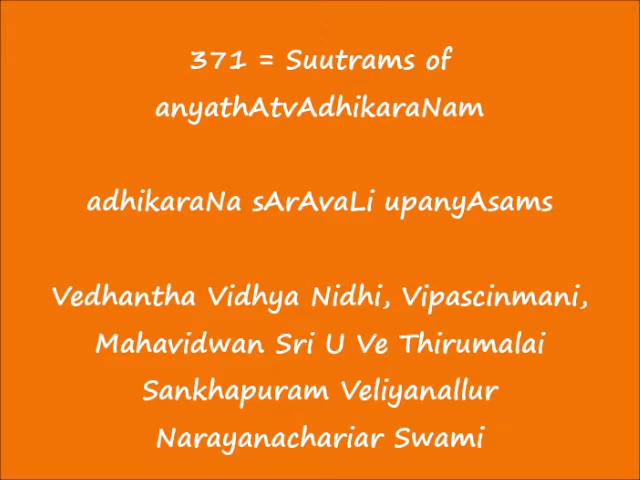 371 = Suutrams of
anyathAtvAdhikaraNam
adhikaraNa sArAvaLi upanyAsams
Vedhantha Vidhya Nidhi, Vipascinmani,
Mahavidwan Sri U Ve Thirumalai
Sankhapuram Veliyanallur
Narayanachariar Swami